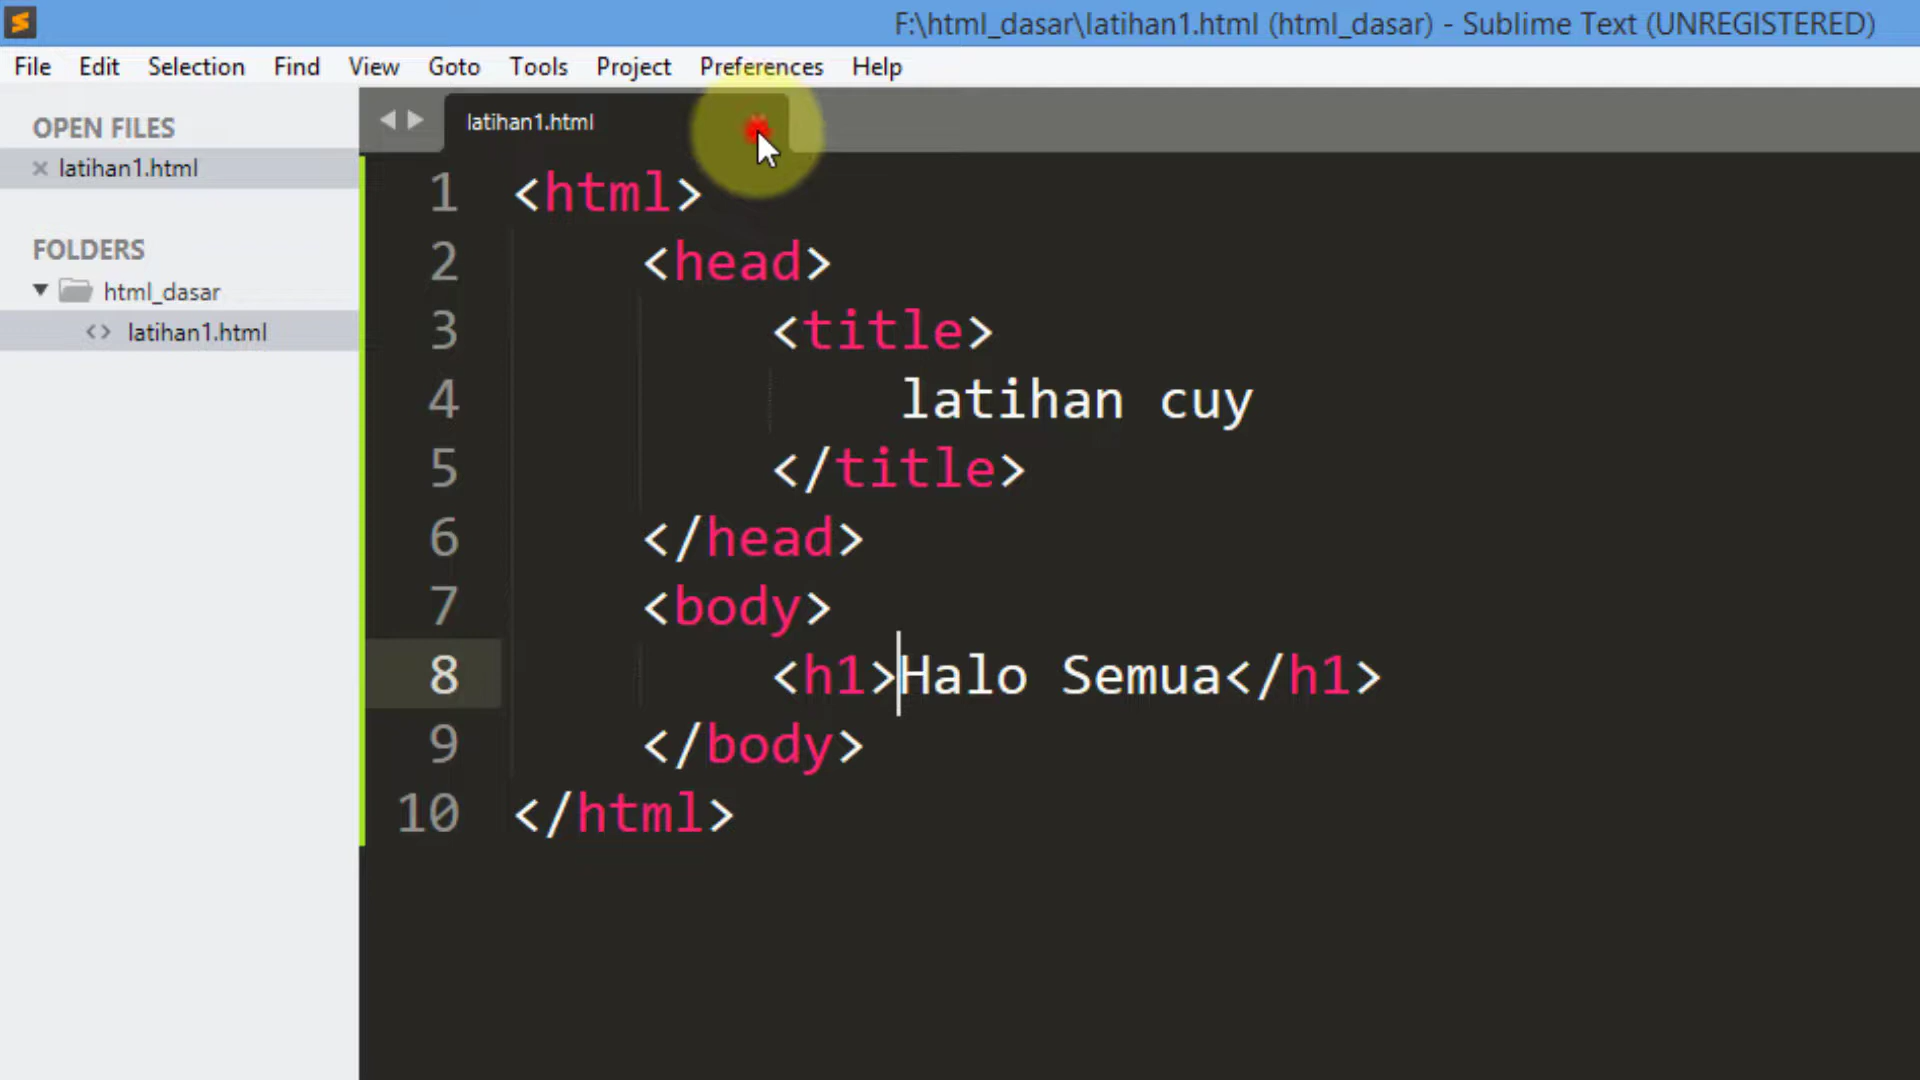 F:\html_dasar\latihan1.html (html_dasar) - Sublime Text (UNREGISTERED)
File Edit Selection Find View Goto Tools Project Preferences Help
OPEN FILES
latihan1.html
FOLDERS
html_dasar
latihan1.html
latihan1.html
1 <html>
2 <head>
3 <title>
4 latihan cuy
5 </title>
6 </head>
7 <body>
8 <h1>Halo Semua</h1>
9 </body>
10 </html>